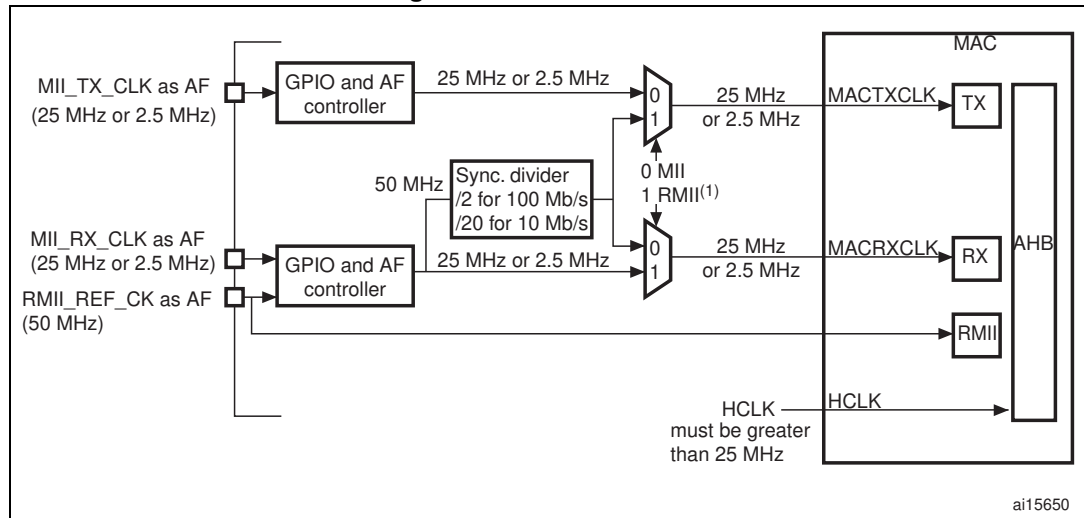 MAC
MII_TX_CLK as AF
(25 MHz or 2.5 MHz)
GPIO and AF
controller
25 MHz or 2.5 MHz
0
1
25 MHz
or 2.5 MHz
MACTXCLK
TX
50 MHz
Sync. divider
/2 for 100 Mb/s
/20 for 10 Mb/s
0 MII
1 RMII(1)
MII_RX_CLK as AF
(25 MHz or 2.5 MHz)
RMII_REF_CK as AF
(50 MHz)
GPIO and AF
controller
25 MHz or 2.5 MHz
0
1
25 MHz
or 2.5 MHz
MACRXCLK
RX
AHB
RMII
HCLK
must be greater
than 25 MHz
HCLK
ai15650